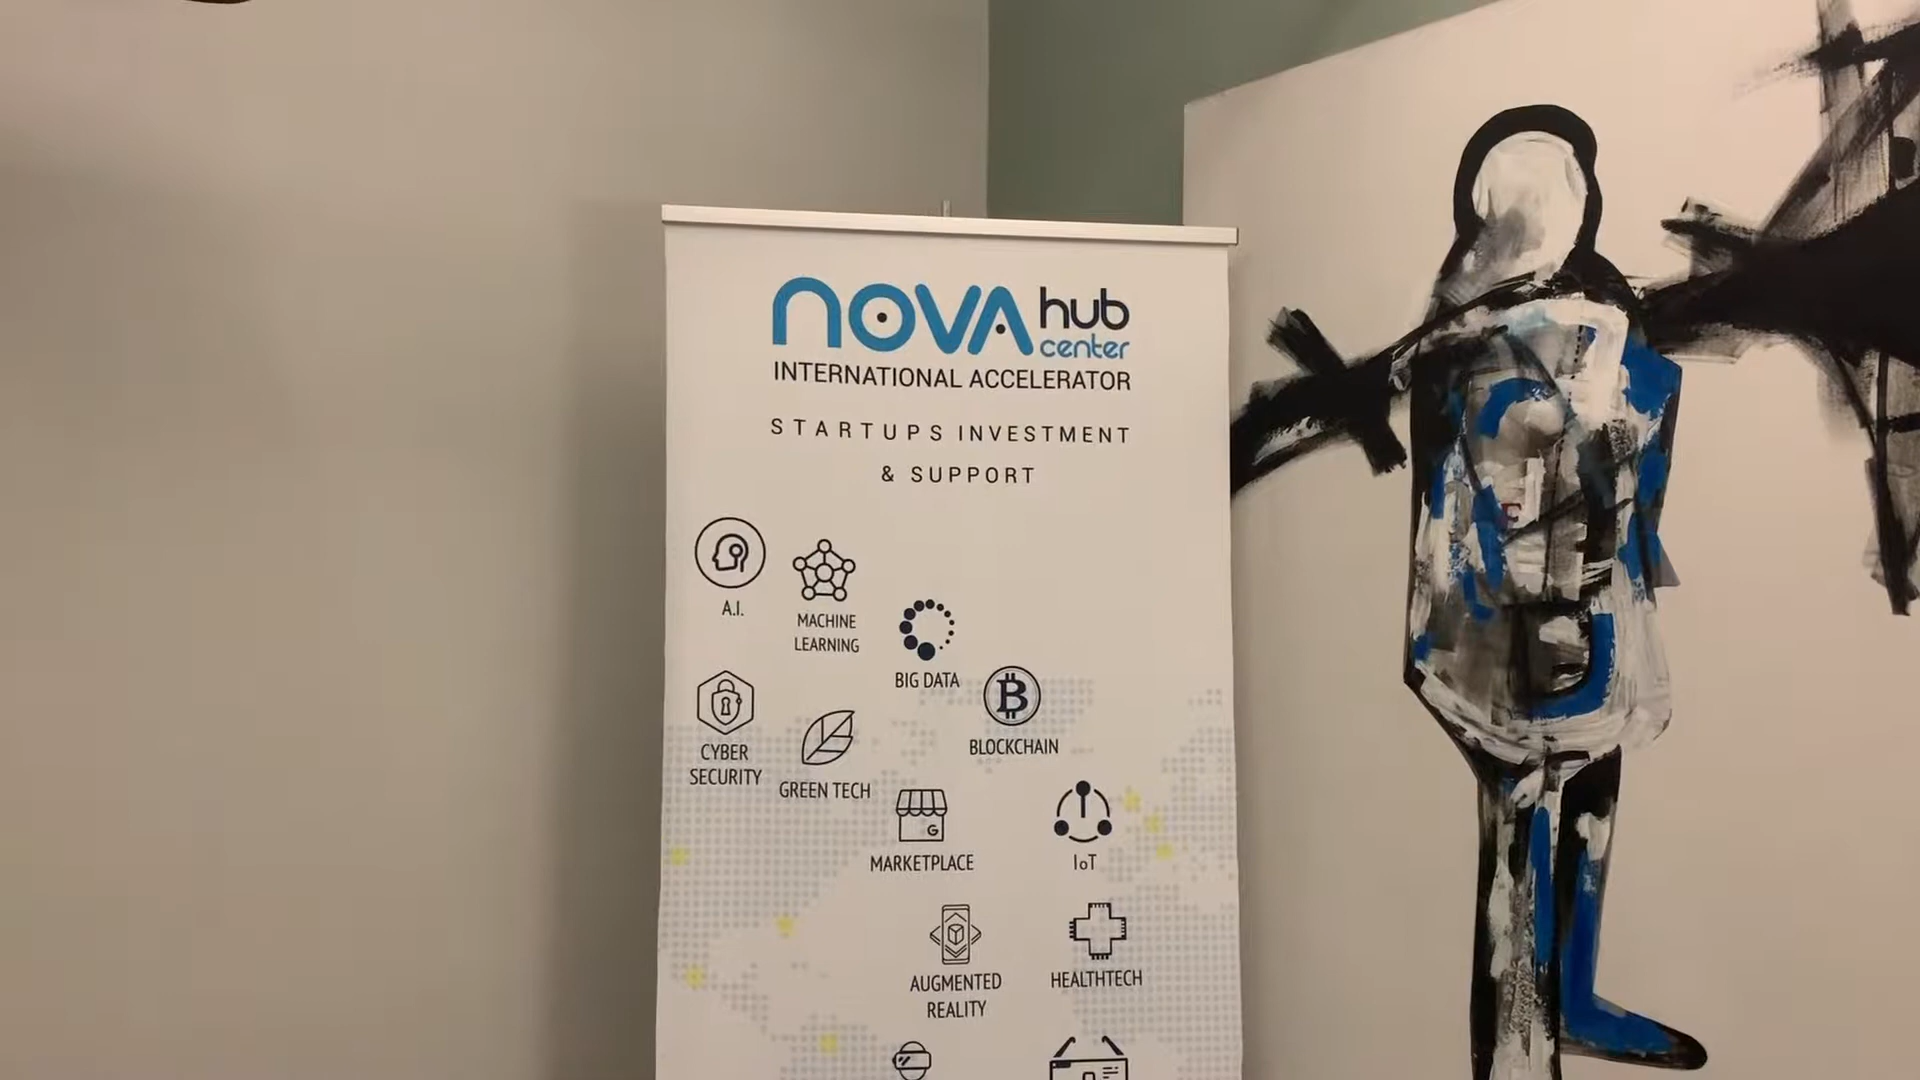 nova hub
center
INTERNATIONAL ACCELERATOR
STARTUPS INVESTMENT
& SUPPORT
A.I.
MACHINE
LEARNING
BIG DATA
BLOCKCHAIN
CYBER
SECURITY
GREEN TECH
G
MARKETPLACE
IoT
AUGMENTED
REALITY
HEALTHTECH